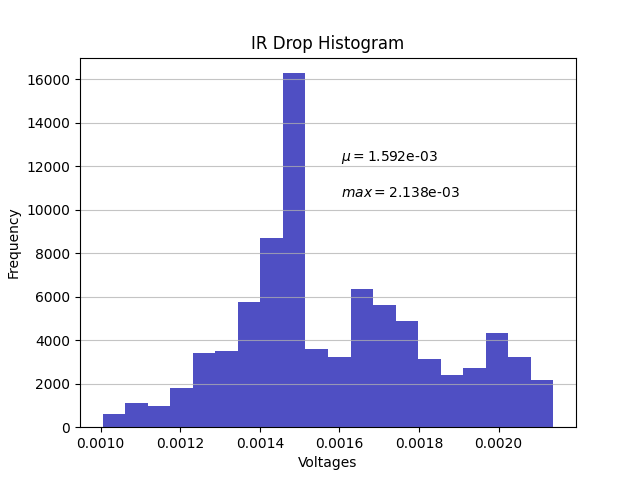 IR Drop Histogram
16000
14000
12000
10000
8000
6000
4000
2000
0
Frequency
μ = 1.592e-03
max = 2.138e-03
0.0010 0.0012 0.0014 0.0016 0.0018 0.0020
Voltages